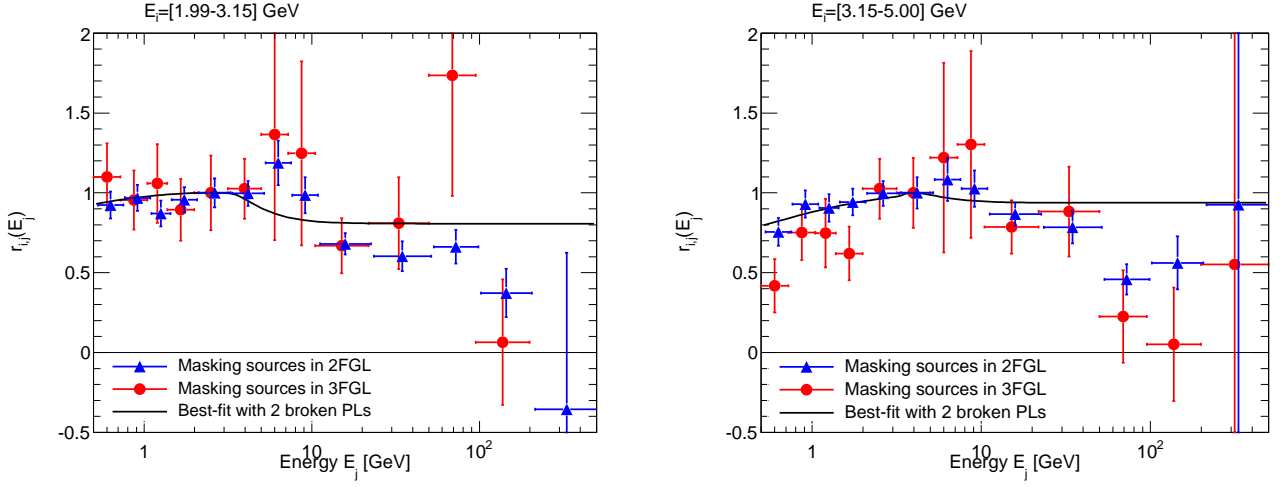 E_i=[1.99-3.15] GeV
r_{i,j}(E_j)
2
1.5
1
0.5
0
-0.5
Masking sources in 2FGL
Masking sources in 3FGL
Best-fit with 2 broken PLs
1 10 10^2
Energy E_j [GeV]
E_i=[3.15-5.00] GeV
r_{i,j}(E_j)
2
1.5
1
0.5
0
-0.5
Masking sources in 2FGL
Masking sources in 3FGL
Best-fit with 2 broken PLs
1 10 10^2
Energy E_j [GeV]